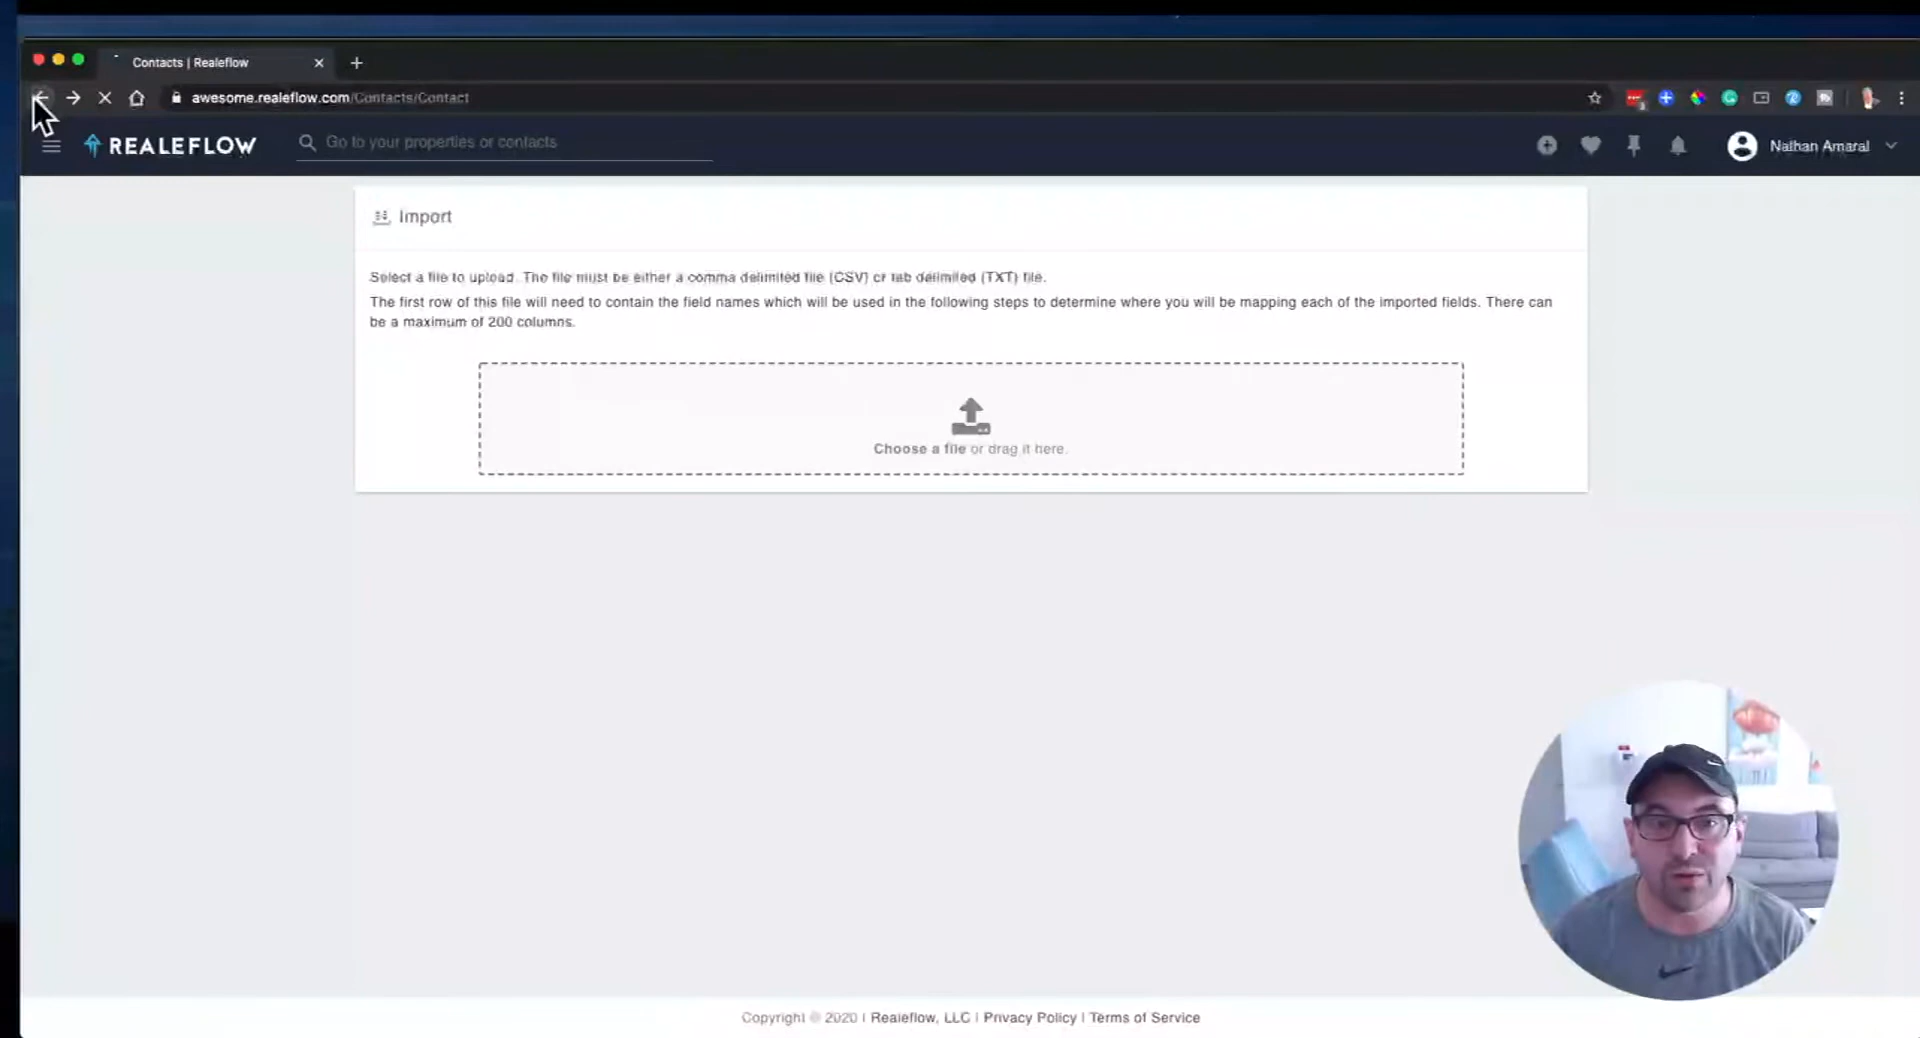 Contacts | Realeflow
awesome.realeflow.com/Contacts/Contact
REALEFLOW
Go to your properties or contacts
Nathan Amaral
Import
Select a file to upload. The file must be either a comma delimited file (CSV) or tab delimited (TXT) file.
The first row of this file will need to contain the field names which will be used in the following steps to determine where you will be mapping each of the imported fields. There can
be a maximum of 200 columns.
Choose a file or drag it here.
Copyright © 2020 | Realeflow, LLC | Privacy Policy | Terms of Service